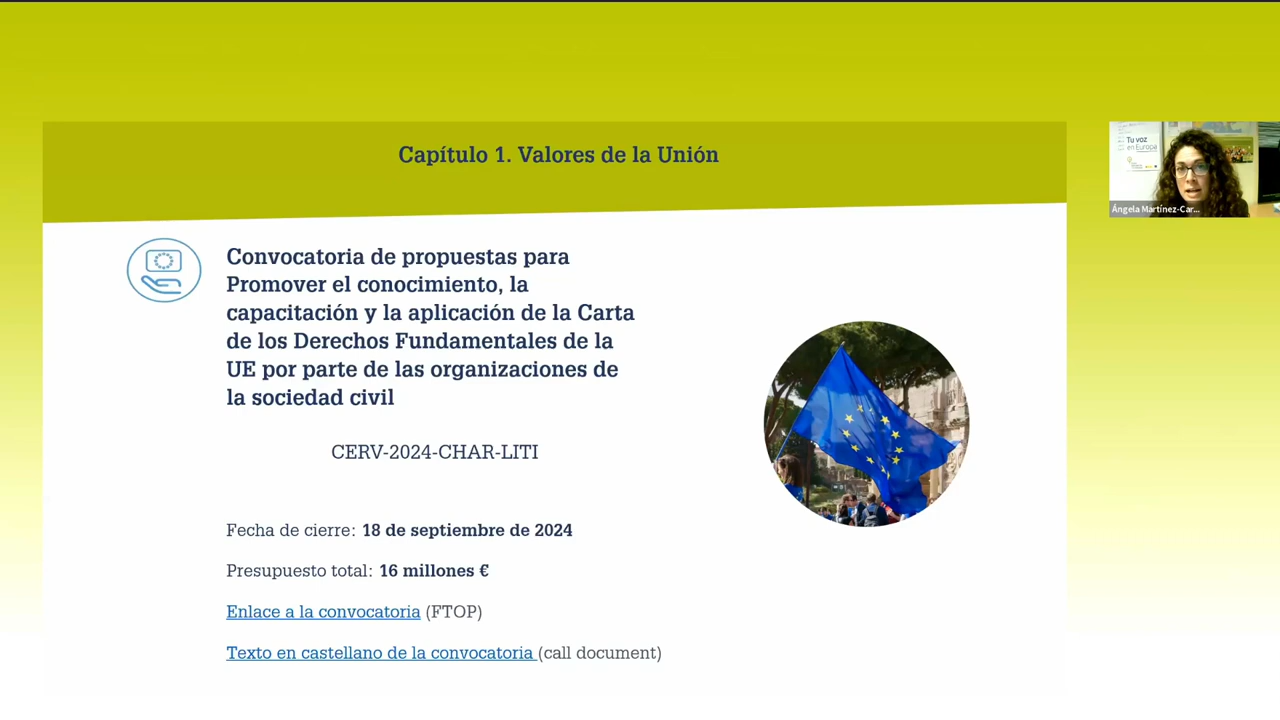 Capítulo 1. Valores de la Unión
Convocatoria de propuestas para
Promover el conocimiento, la
capacitación y la aplicación de la Carta
de los Derechos Fundamentales de la
UE por parte de las organizaciones de
la sociedad civil
CERV-2024-CHAR-LITI
Fecha de cierre: 18 de septiembre de 2024
Presupuesto total: 16 millones €
Enlace a la convocatoria (FTOP)
Texto en castellano de la convocatoria (call document)
Tu voz
en Europa
Ángela Martínez-Car...